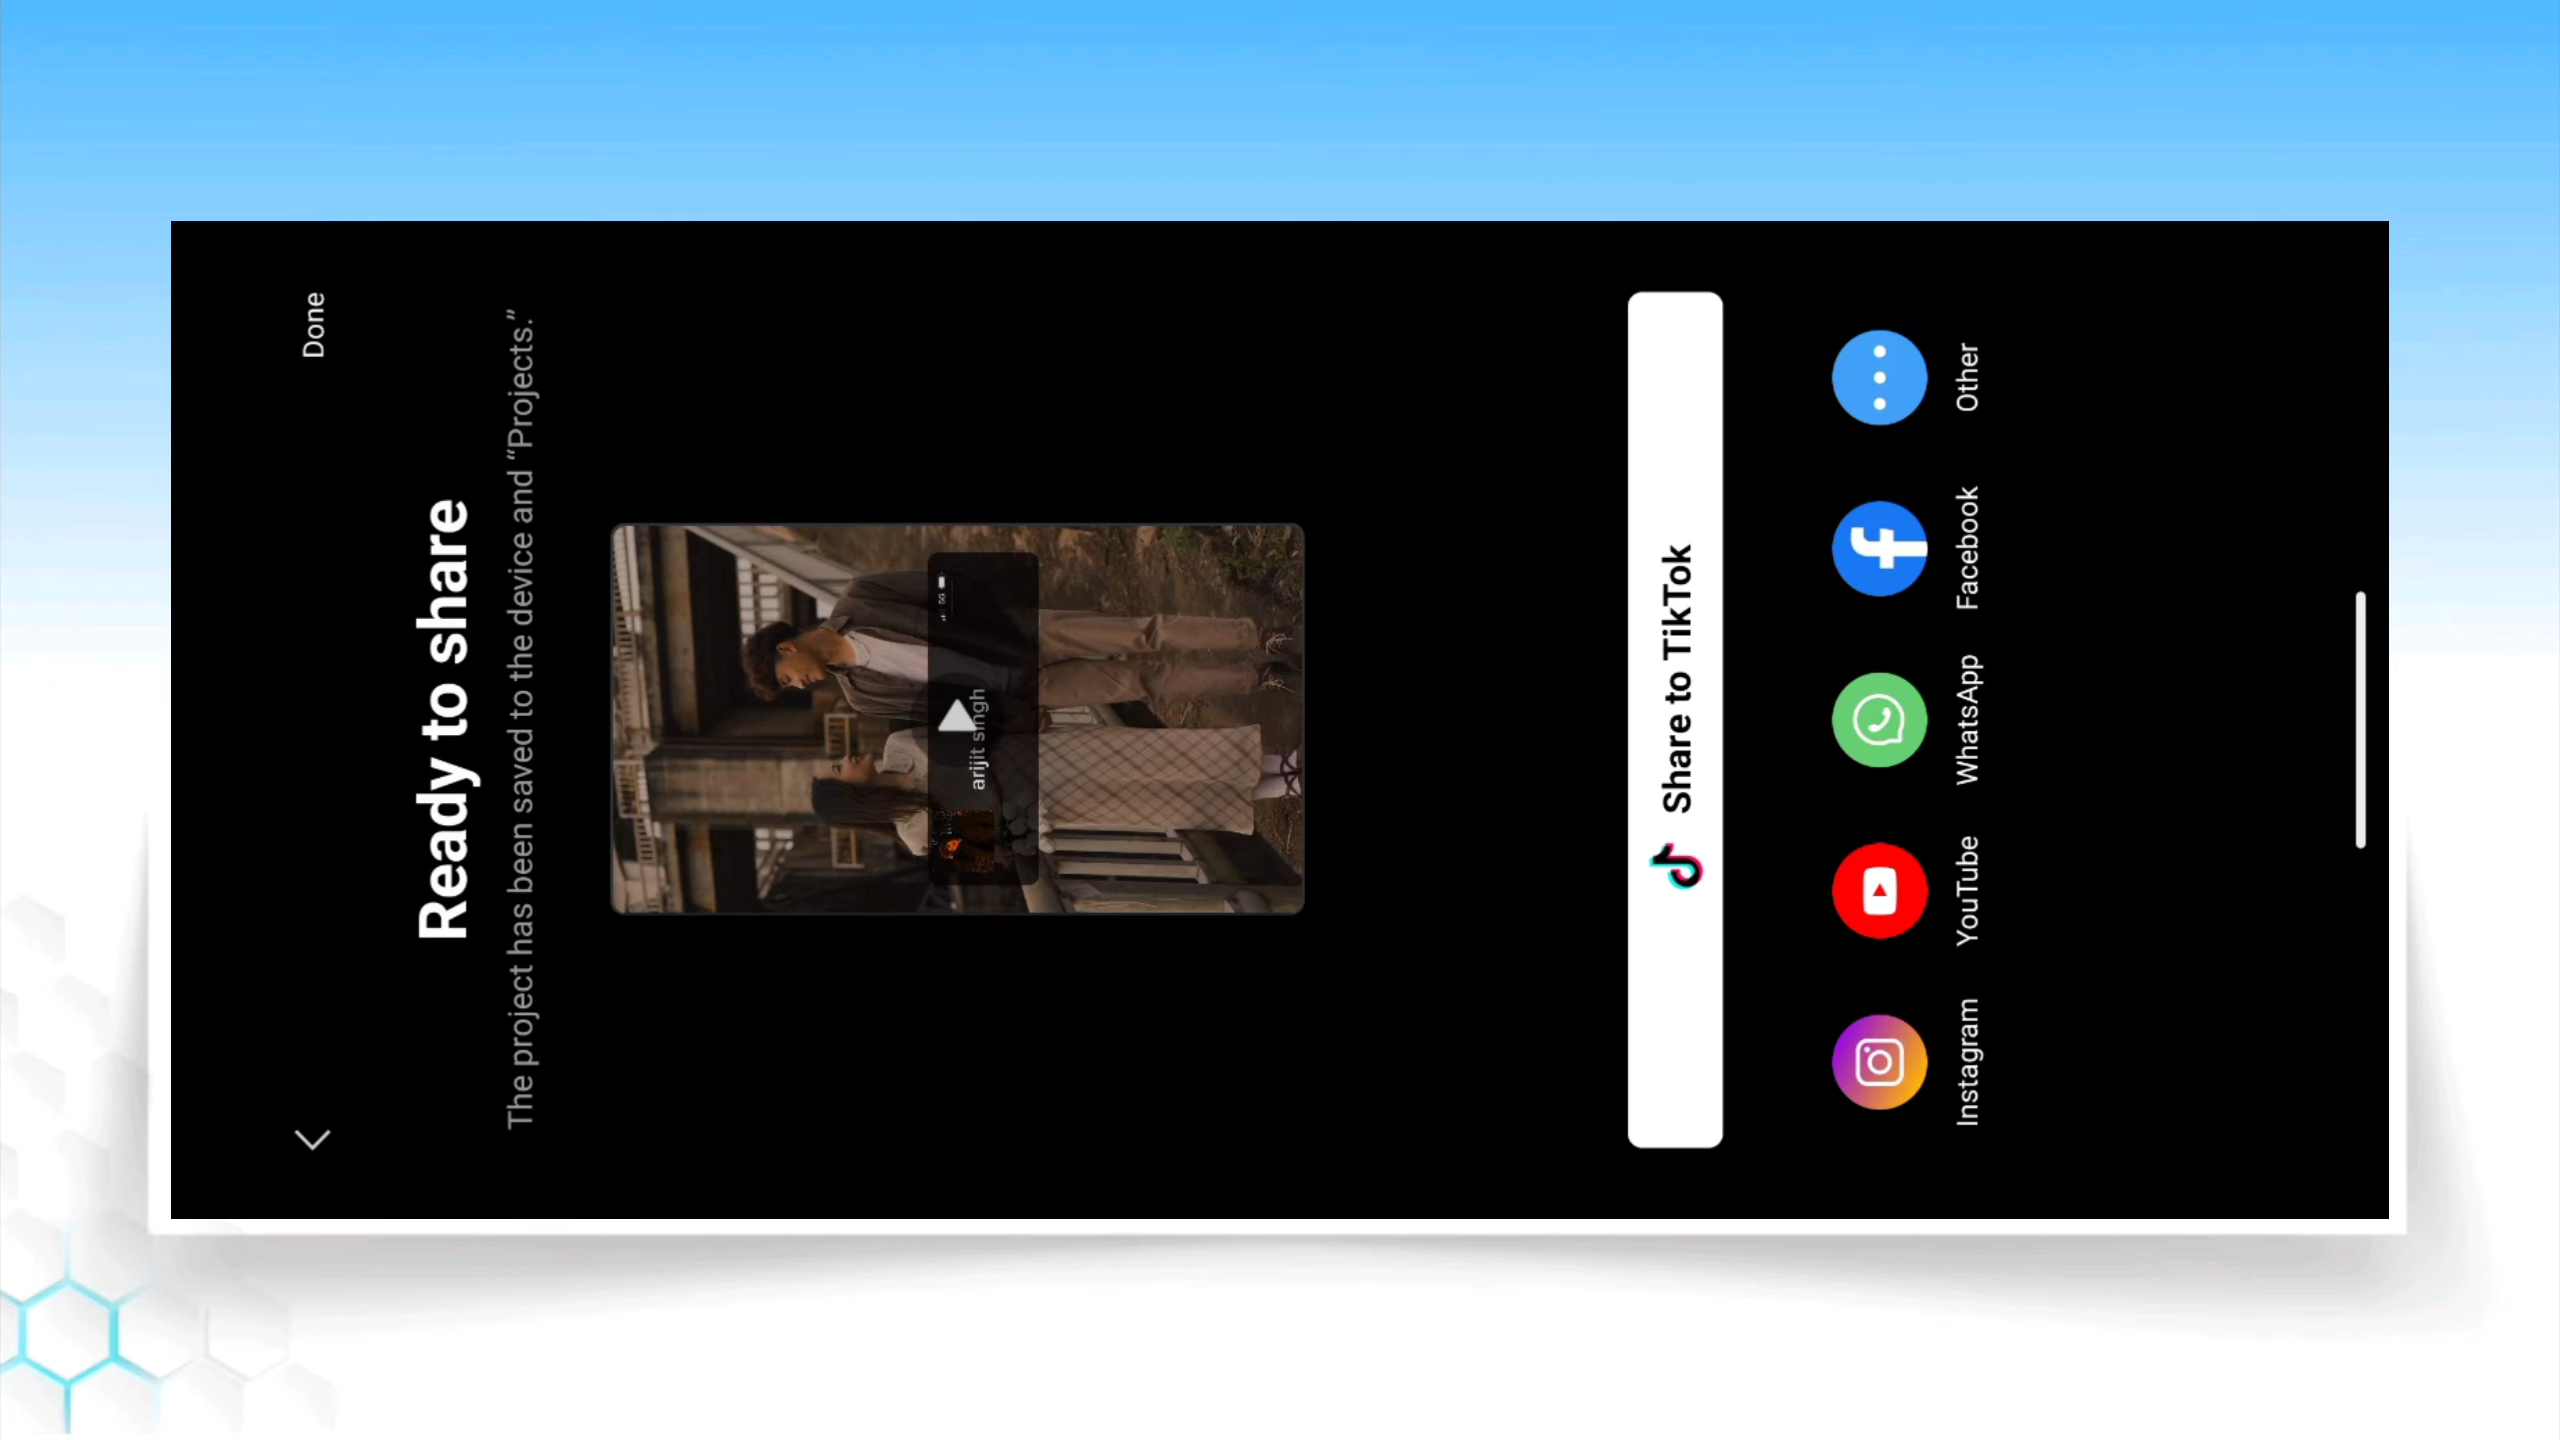 Done
Ready to share
The project has been saved to the device and “Projects.”
5G
arijit singh
Share to TikTok
Instagram
YouTube
WhatsApp
Facebook
Other